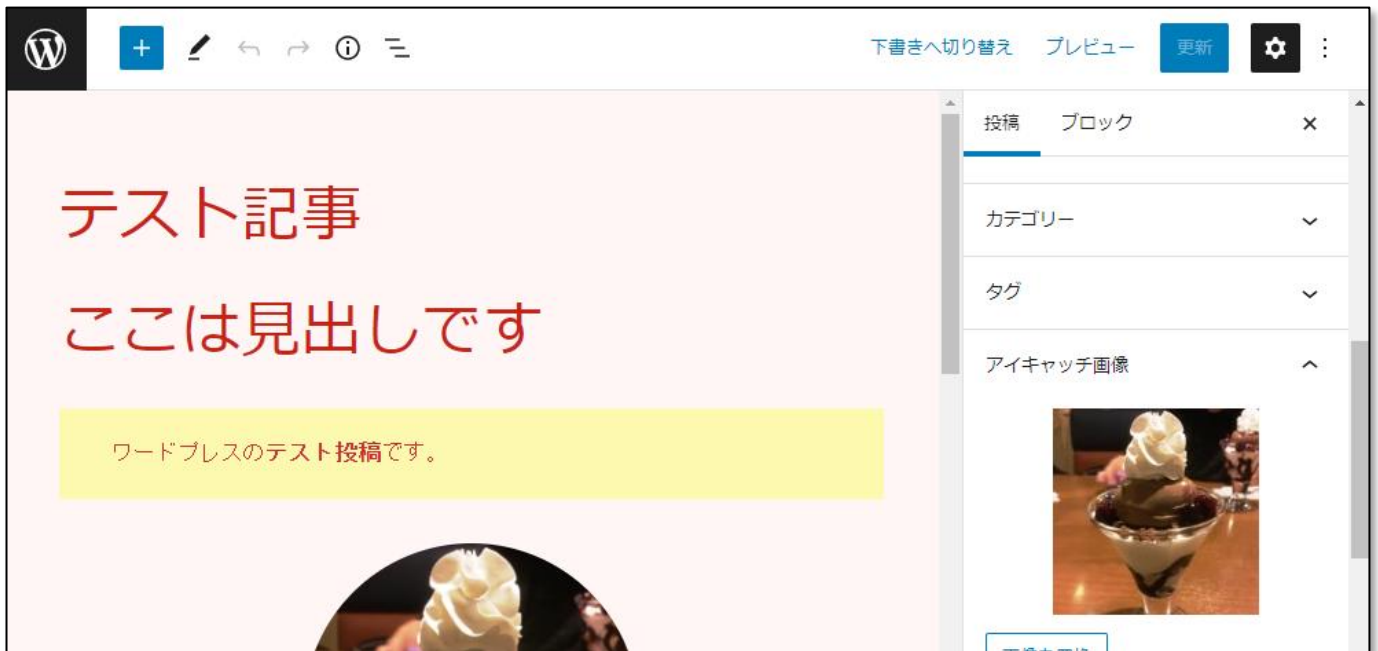 下書きへ切り替え プレビュー 更新
投稿 ブロック
テスト記事
ここは見出しです
ワードプレスのテスト投稿です。
カテゴリー
タグ
アイキャッチ画像